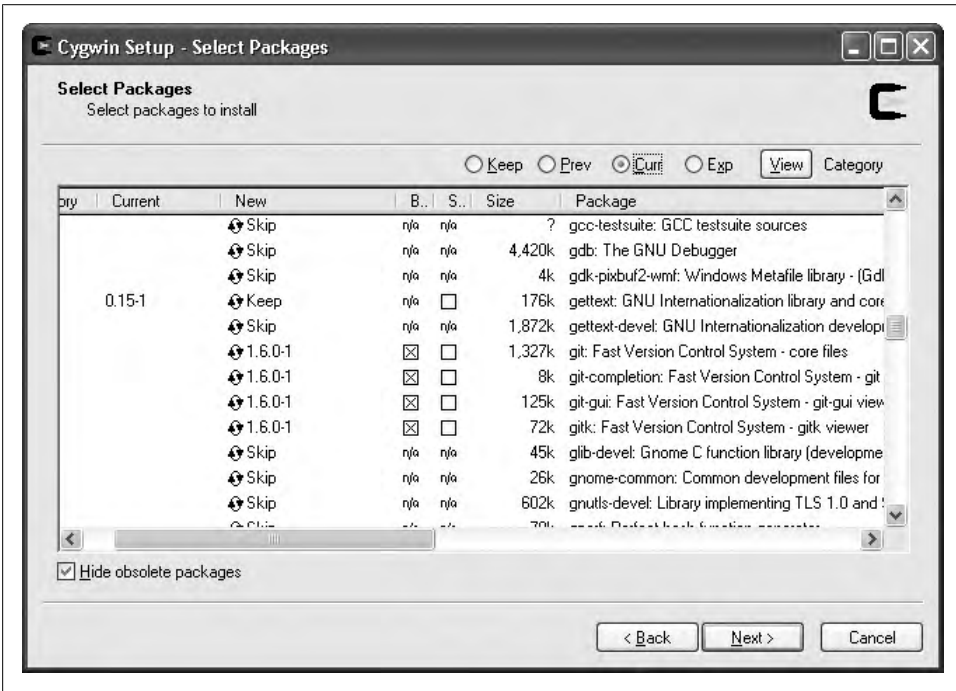 Cygwin Setup - Select Packages
Select Packages
Select packages to install
Keep Prev Curr Exp View Category
ory Current New B.. S.. Size Package
Skip n/a n/a ? gcc-testsuite: GCC testsuite sources
Skip n/a n/a 4,420k gdb: The GNU Debugger
Skip n/a n/a 4k gdk-pixbuf2-wmf: Windows Metafile library - (Gdl
0.15-1 Keep n/a 176k gettext: GNU Internationalization library and core
Skip n/a n/a 1,872k gettext-devel: GNU Internationalization develop
1.6.0-1 1,327k git: Fast Version Control System - core files
1.6.0-1 8k git-completion: Fast Version Control System - git
1.6.0-1 125k git-gui: Fast Version Control System - git-gui view
1.6.0-1 72k gitk: Fast Version Control System - gitk viewer
Skip n/a n/a 45k glib-devel: Gnome C function library (developme
Skip n/a n/a 26k gnome-common: Common development files for
Skip n/a n/a 602k gnutls-devel: Library implementing TLS 1.0 and
Hide obsolete packages
< Back Next > Cancel